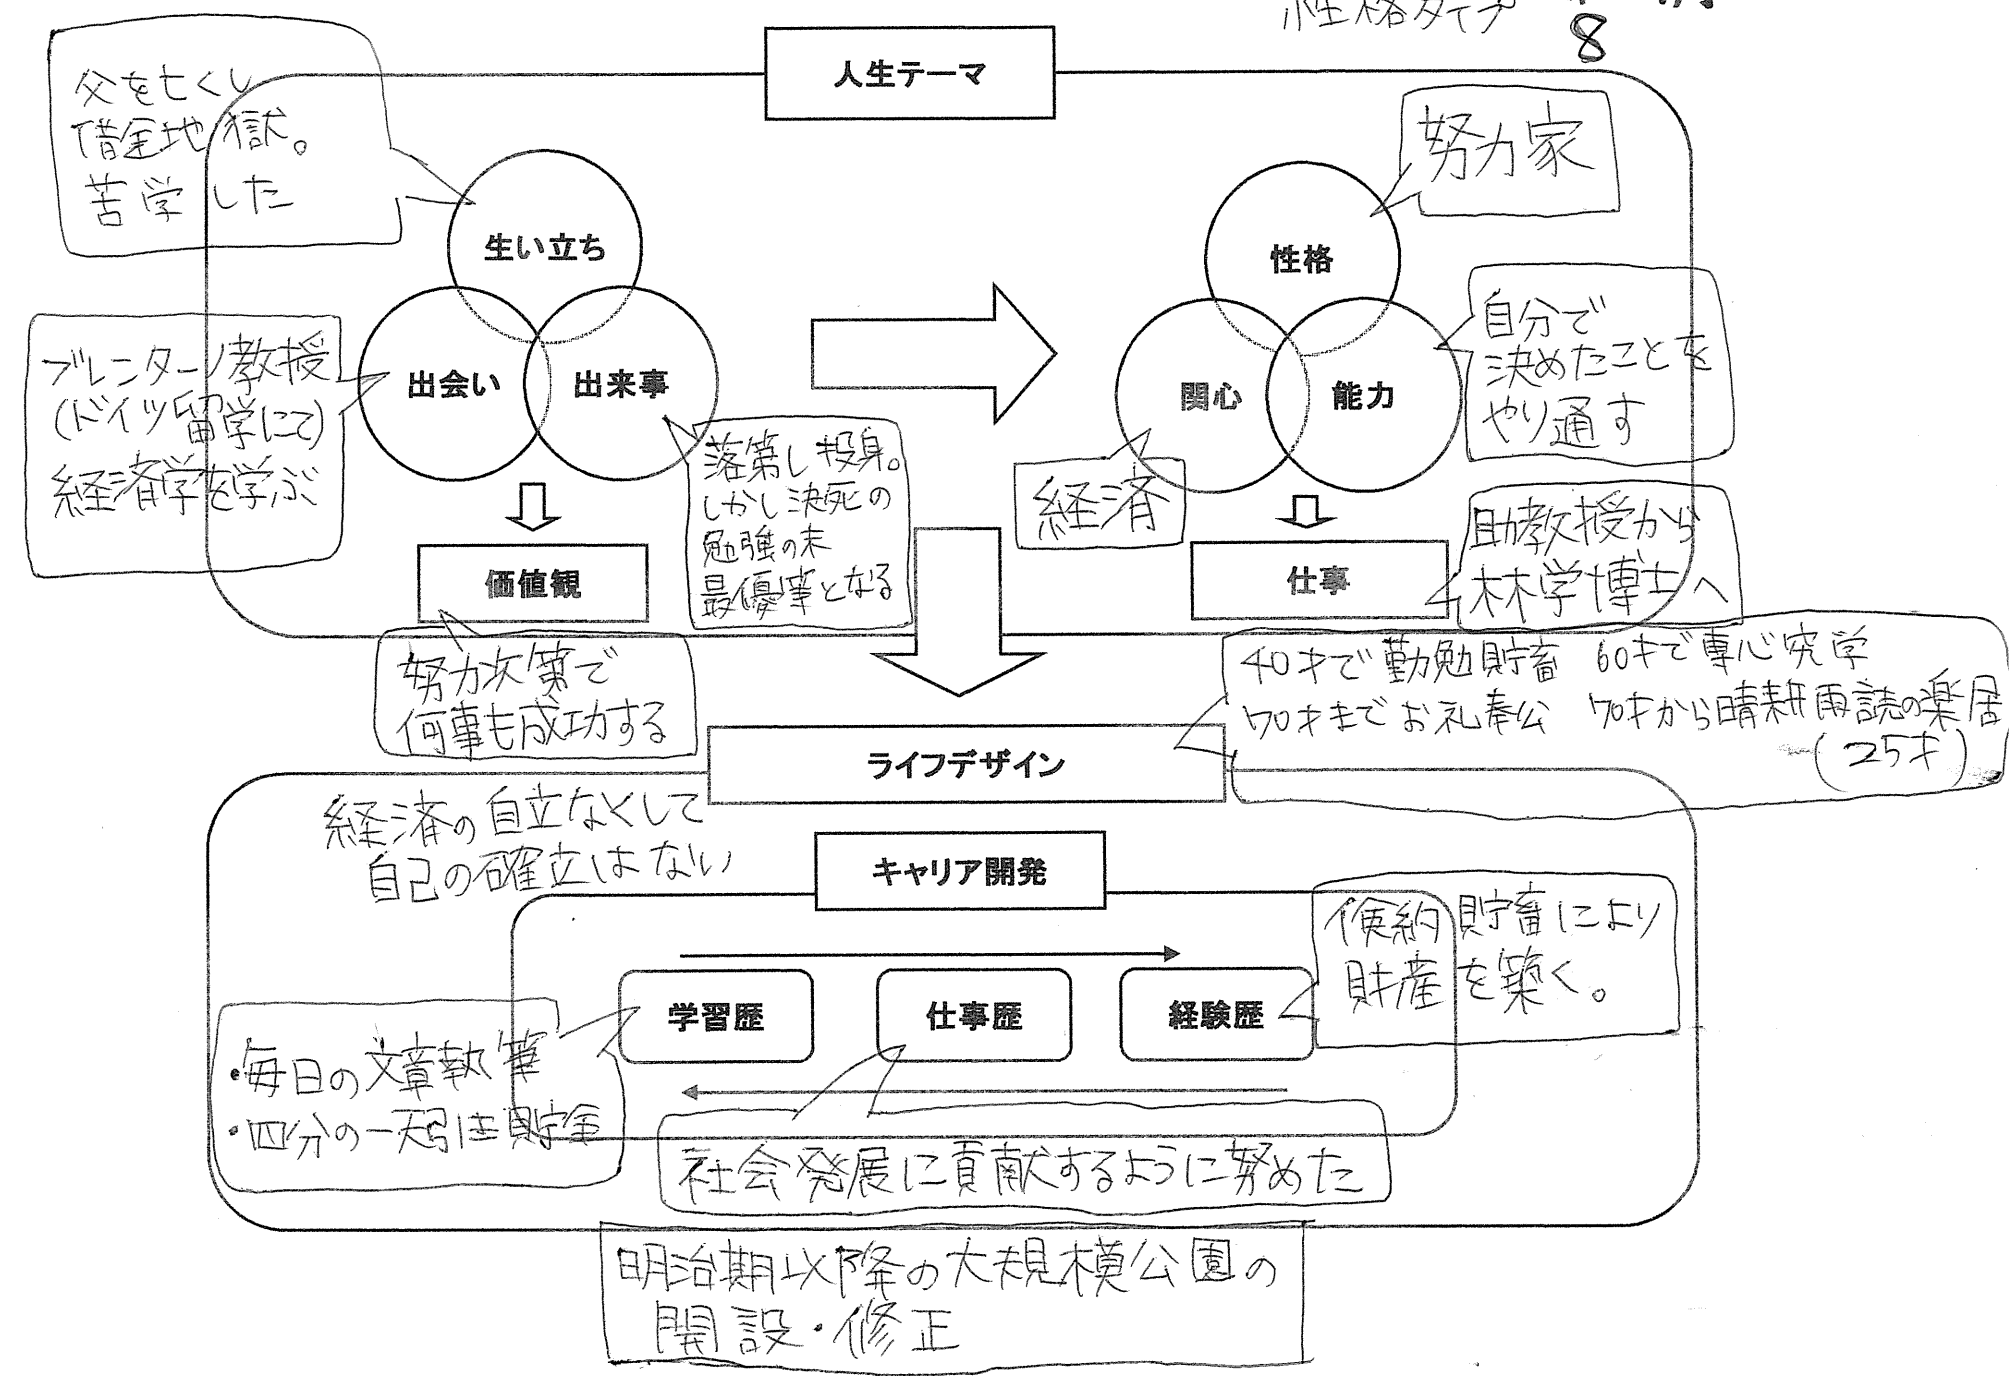 性格タイプ
8
人生テーマ
父を亡くし
借金地獄。
苦学した
生い立ち
ブレンターノ教授
(ドイツ留学にて)
経済学を学ぶ
出会い
出来事
落第し投身。
しかし決死の
勉強の末
最優等となる
価値観
努力次第で
何事も成功する
努力家
性格
自分で
決めたことを
やり通す
関心
能力
経済
仕事
助教授から
林学博士へ
40才で勤勉貯蓄 60才で専心究学
70才までお礼奉公 70才から晴耕雨読の楽居
(25才)
ライフデザイン
経済の自立なくして
自己の確立はない
キャリア開発
倹約貯蓄により
財産を築く。
学習歴
仕事歴
経験歴
・毎日の文章執筆
・四分の一天引き貯金
社会発展に貢献するように努めた
明治期以降の大規模公園の
開設・修正